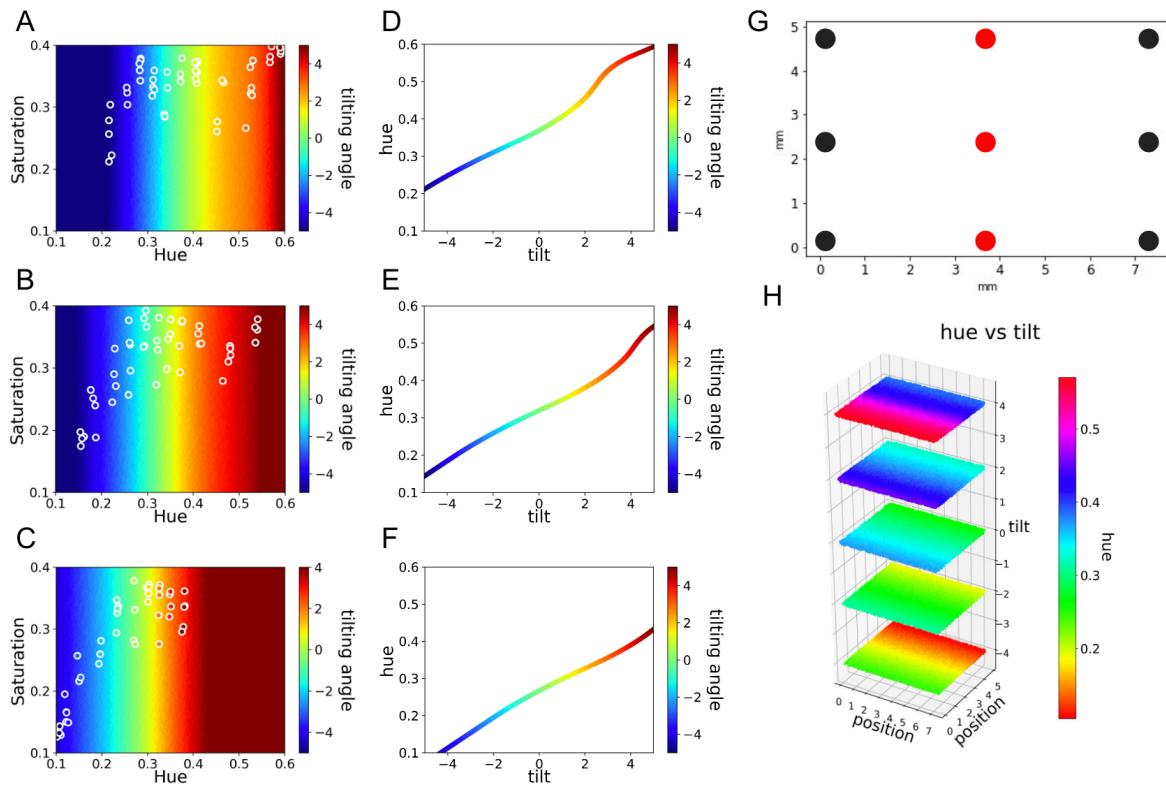 A
0.4
0.3
0.2
0.1
Saturation
0.1 0.2 0.3 0.4 0.5 0.6
Hue
4
2
0
−2
−4
tilting angle
D
0.6
0.5
0.4
0.3
0.2
0.1
hue
−4 −2 0 2 4
tilt
4
2
0
−2
−4
tilting angle
G
5
4
3
2
1
0
mm
0 1 2 3 4 5 6 7
mm
B
0.4
0.3
0.2
0.1
Saturation
0.1 0.2 0.3 0.4 0.5 0.6
Hue
4
2
0
−2
−4
tilting angle
E
0.6
0.5
0.4
0.3
0.2
0.1
hue
−4 −2 0 2 4
tilt
4
2
0
−2
−4
tilting angle
H
hue vs tilt
4
3
2
1
0
−1
−2
−3
−4
tilt
0 1 2 3 4 5 6 7
position
0 1 2 3 4 5
position
0.5
0.4
0.3
0.2
hue
C
0.4
0.3
0.2
0.1
Saturation
0.1 0.2 0.3 0.4 0.5 0.6
Hue
4
2
0
−2
−4
tilting angle
F
0.6
0.5
0.4
0.3
0.2
0.1
hue
−4 −2 0 2 4
tilt
4
2
0
−2
−4
tilting angle